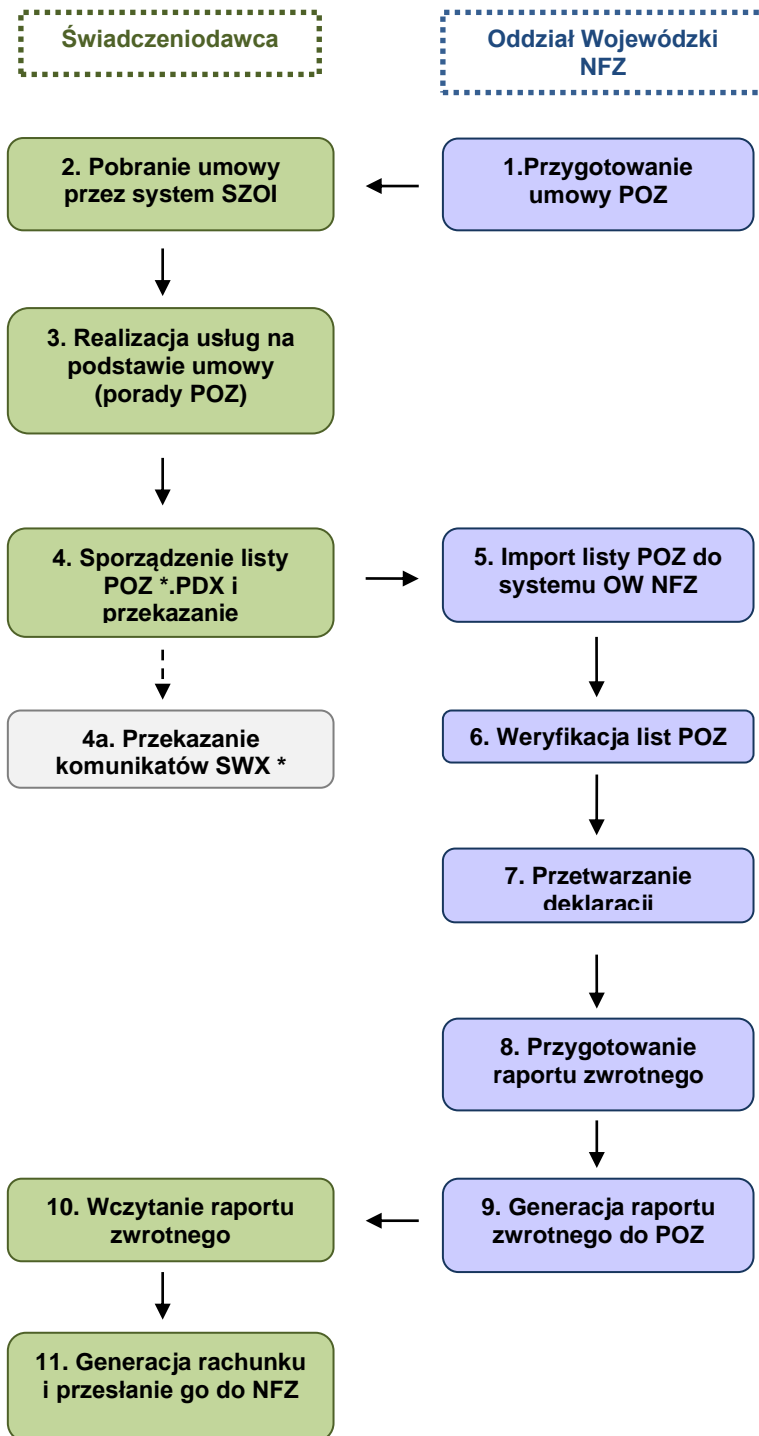 Świadczeniodawca
Oddział Wojewódzki
NFZ
2. Pobranie umowy
przez system SZOI
1.Przygotowanie
umowy POZ
3. Realizacja usług na
podstawie umowy
(porady POZ)
4. Sporządzenie listy
POZ *.PDX i
przekazanie
5. Import listy POZ do
systemu OW NFZ
4a. Przekazanie
komunikatów SWX *
6. Weryfikacja list POZ
7. Przetwarzanie
deklaracji
8. Przygotowanie
raportu zwrotnego
10. Wczytanie raportu
zwrotnego
9. Generacja raportu
zwrotnego do POZ
11. Generacja rachunku
i przesłanie go do NFZ